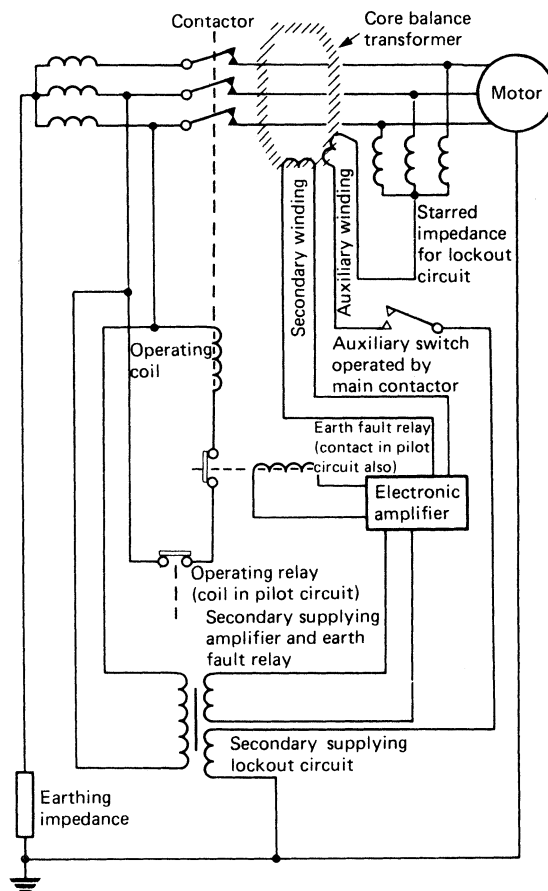 Contactor
Core balance
transformer
Motor
Secondary winding
Auxiliary winding
Starred
impedance
for lockout
circuit
Operating
coil
Auxiliary switch
operated by
main contactor
Earth fault relay
(contact in pilot
circuit also)
Electronic
amplifier
Operating relay
(coil in pilot circuit)
Secondary supplying
amplifier and earth
fault relay
Secondary supplying
lockout circuit
Earthing
impedance